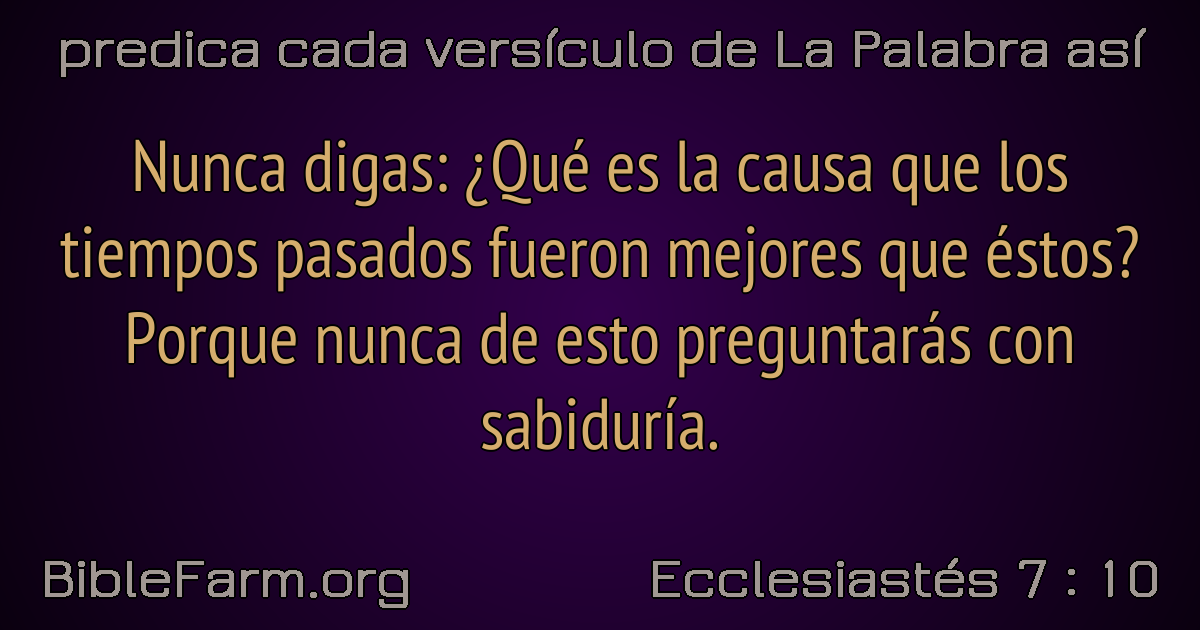 predica cada versículo de La Palabra así
Nunca digas: ¿Qué es la causa que los
tiempos pasados fueron mejores que éstos?
Porque nunca de esto preguntarás con
sabiduría.
BibleFarm.org
Ecclesiastés 7 : 10